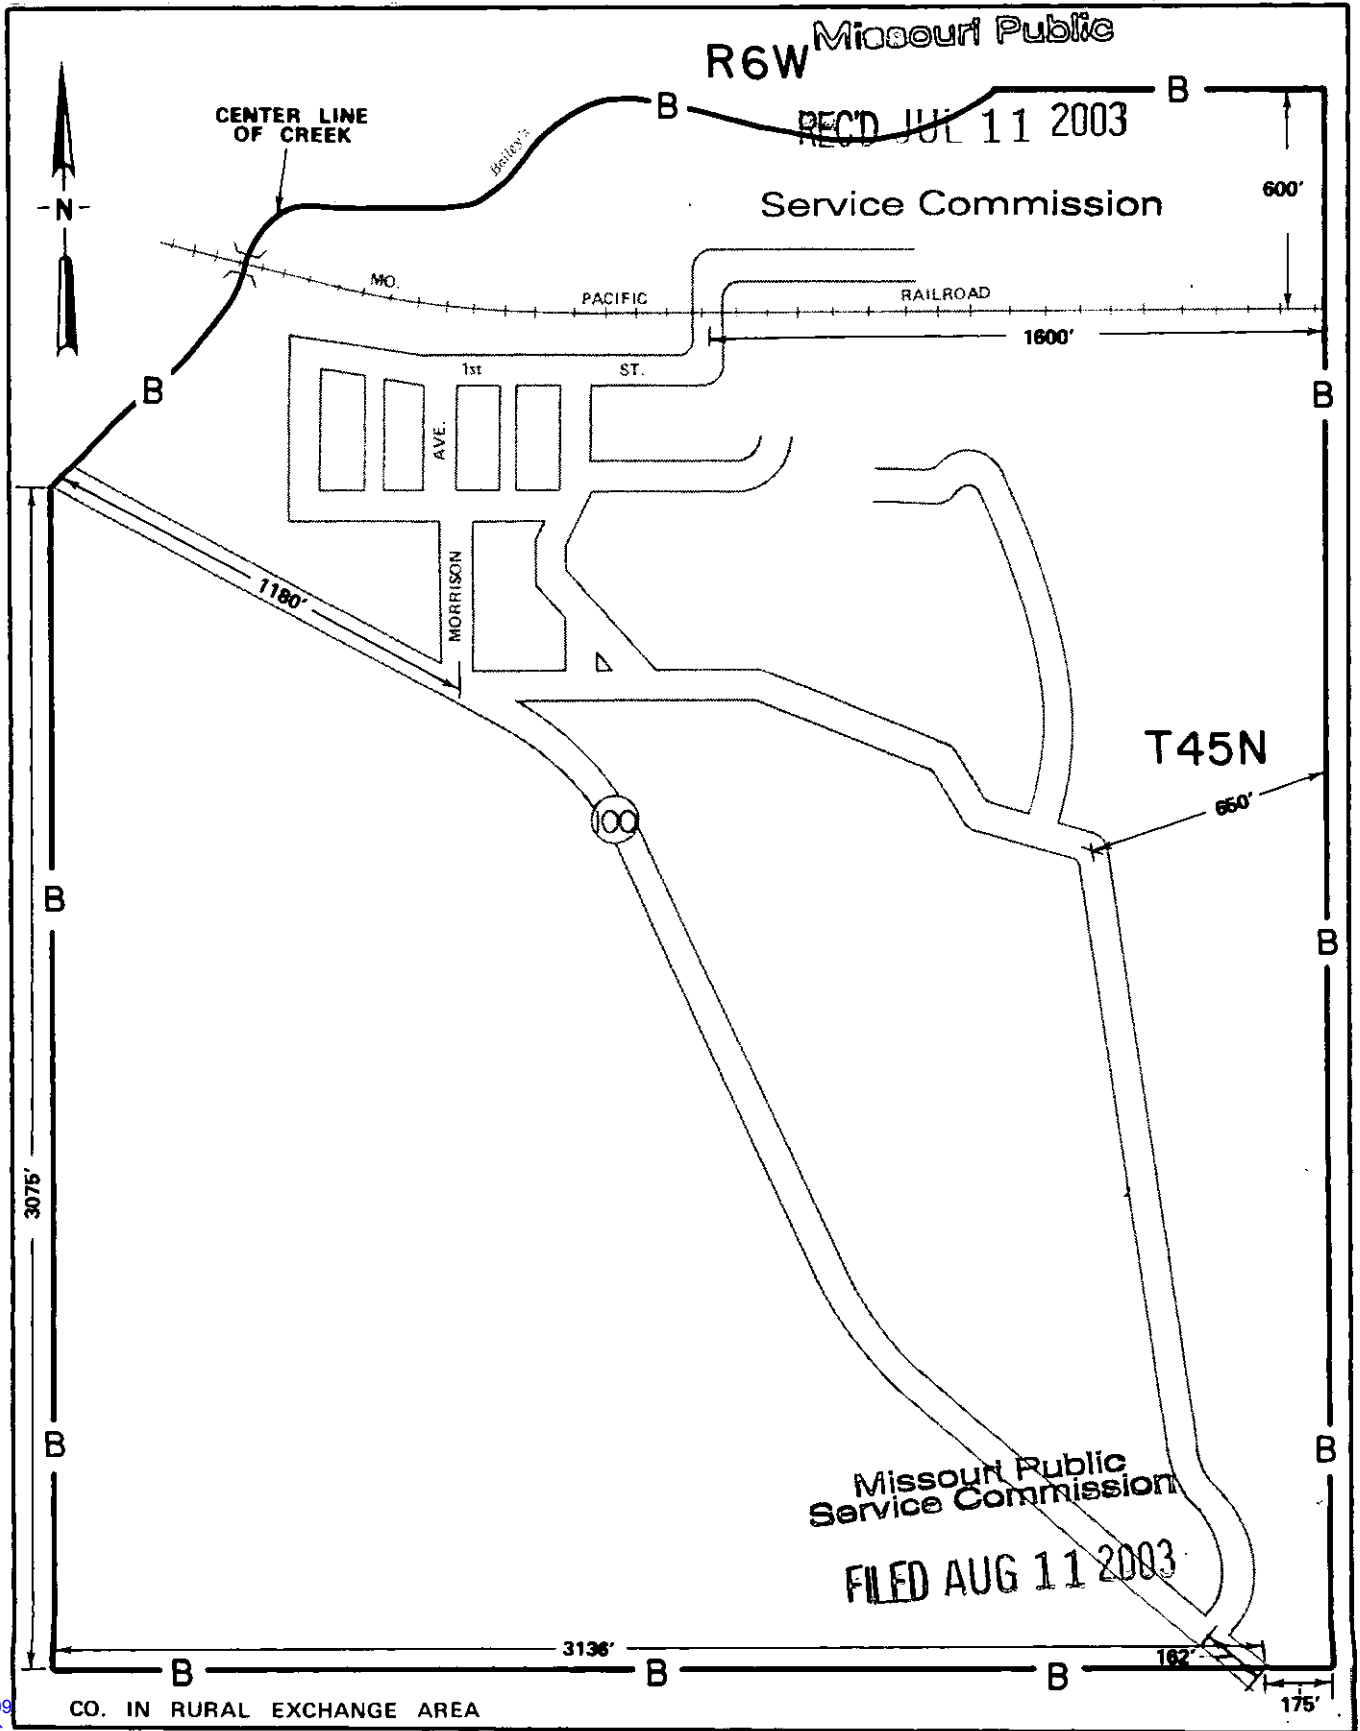 Missouri Public
R6W
B
B
CENTER LINE
OF CREEK
REC'D JUL 11 2003
Bailey's
600'
N
Service Commission
MO.
PACIFIC
RAILROAD
1600'
1st
ST.
B
B
AVE.
1180'
MORRISON
T45N
650'
100
B
B
3075'
B
B
Missouri Public
Service Commission
FILED AUG 11 2003
3136'
162'
B
B
B
175'
CO. IN RURAL EXCHANGE AREA